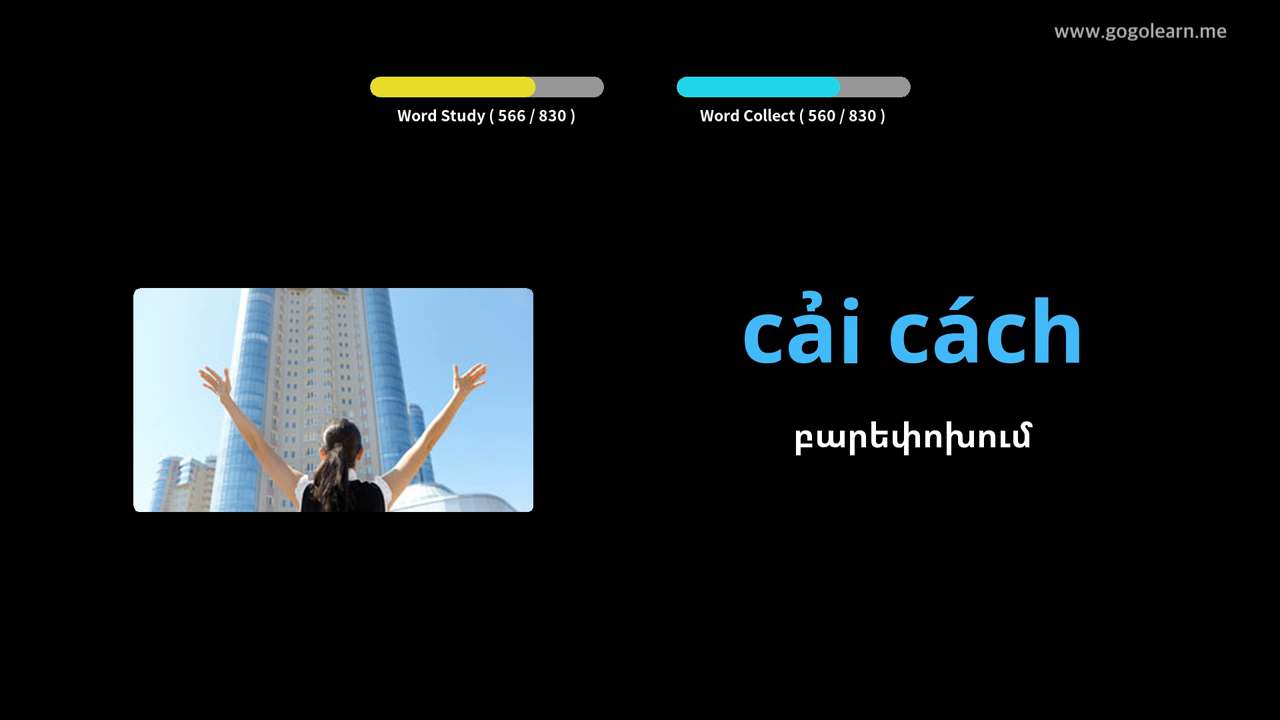 www.gogolearn.me
Word Study ( 566 / 830 )
Word Collect ( 560 / 830 )
cải cách
բարեփոխում